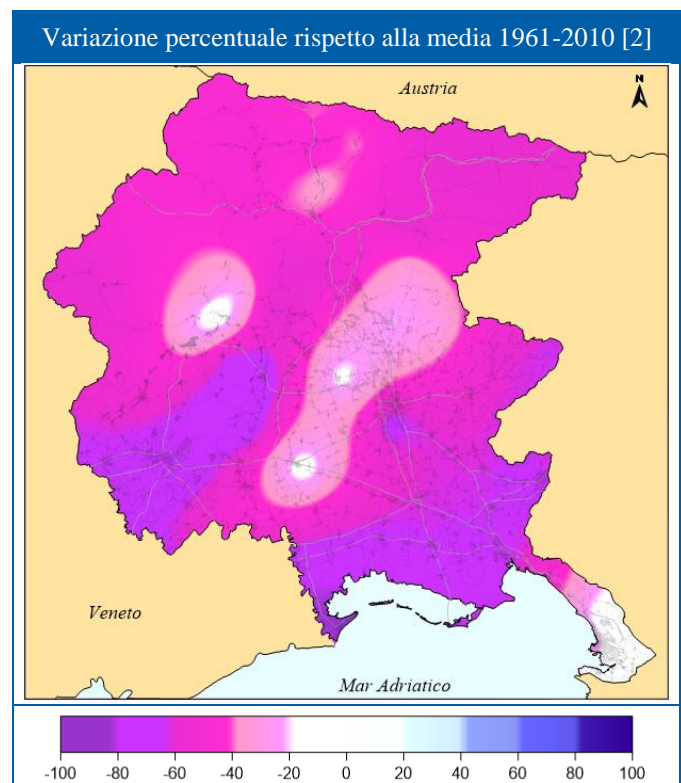 Variazione percentuale rispetto alla media 1961-2010 [2]
Austria
N
Veneto
Mar Adriatico
-100 -80 -60 -40 -20 0 20 40 60 80 100